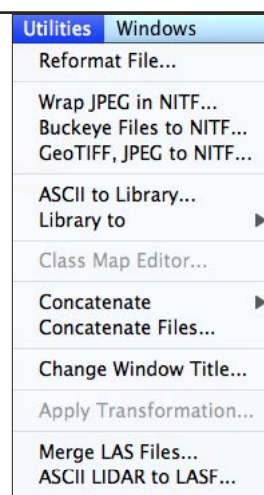 Utilities Windows
Reformat File...
Wrap JPEG in NITF...
Buckeye Files to NITF...
GeoTIFF, JPEG to NITF...
ASCII to Library...
Library to
Class Map Editor...
Concatenate
Concatenate Files...
Change Window Title...
Apply Transformation...
Merge LAS Files...
ASCII LIDAR to LASF...